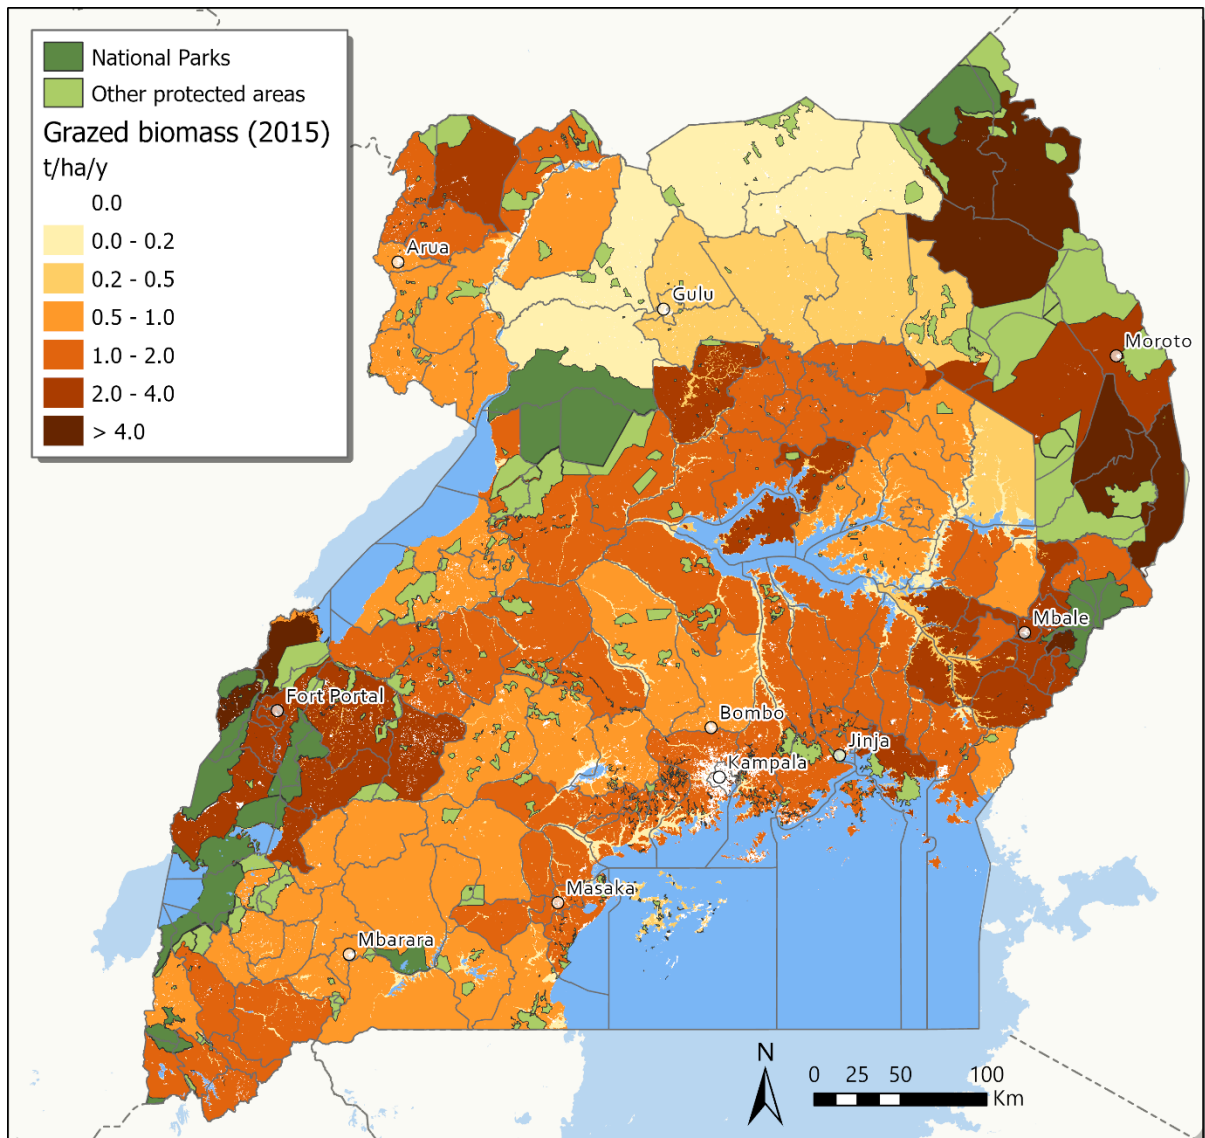 National Parks
Other protected areas
Grazed biomass (2015)
t/ha/y
0.0
0.0 - 0.2
0.2 - 0.5
0.5 - 1.0
1.0 - 2.0
2.0 - 4.0
> 4.0
Arua
Gulu
Moroto
Mbale
Fort Portal
Bombo
Jinja
Kampala
Masaka
Mbarara
N
0 25 50 100
Km